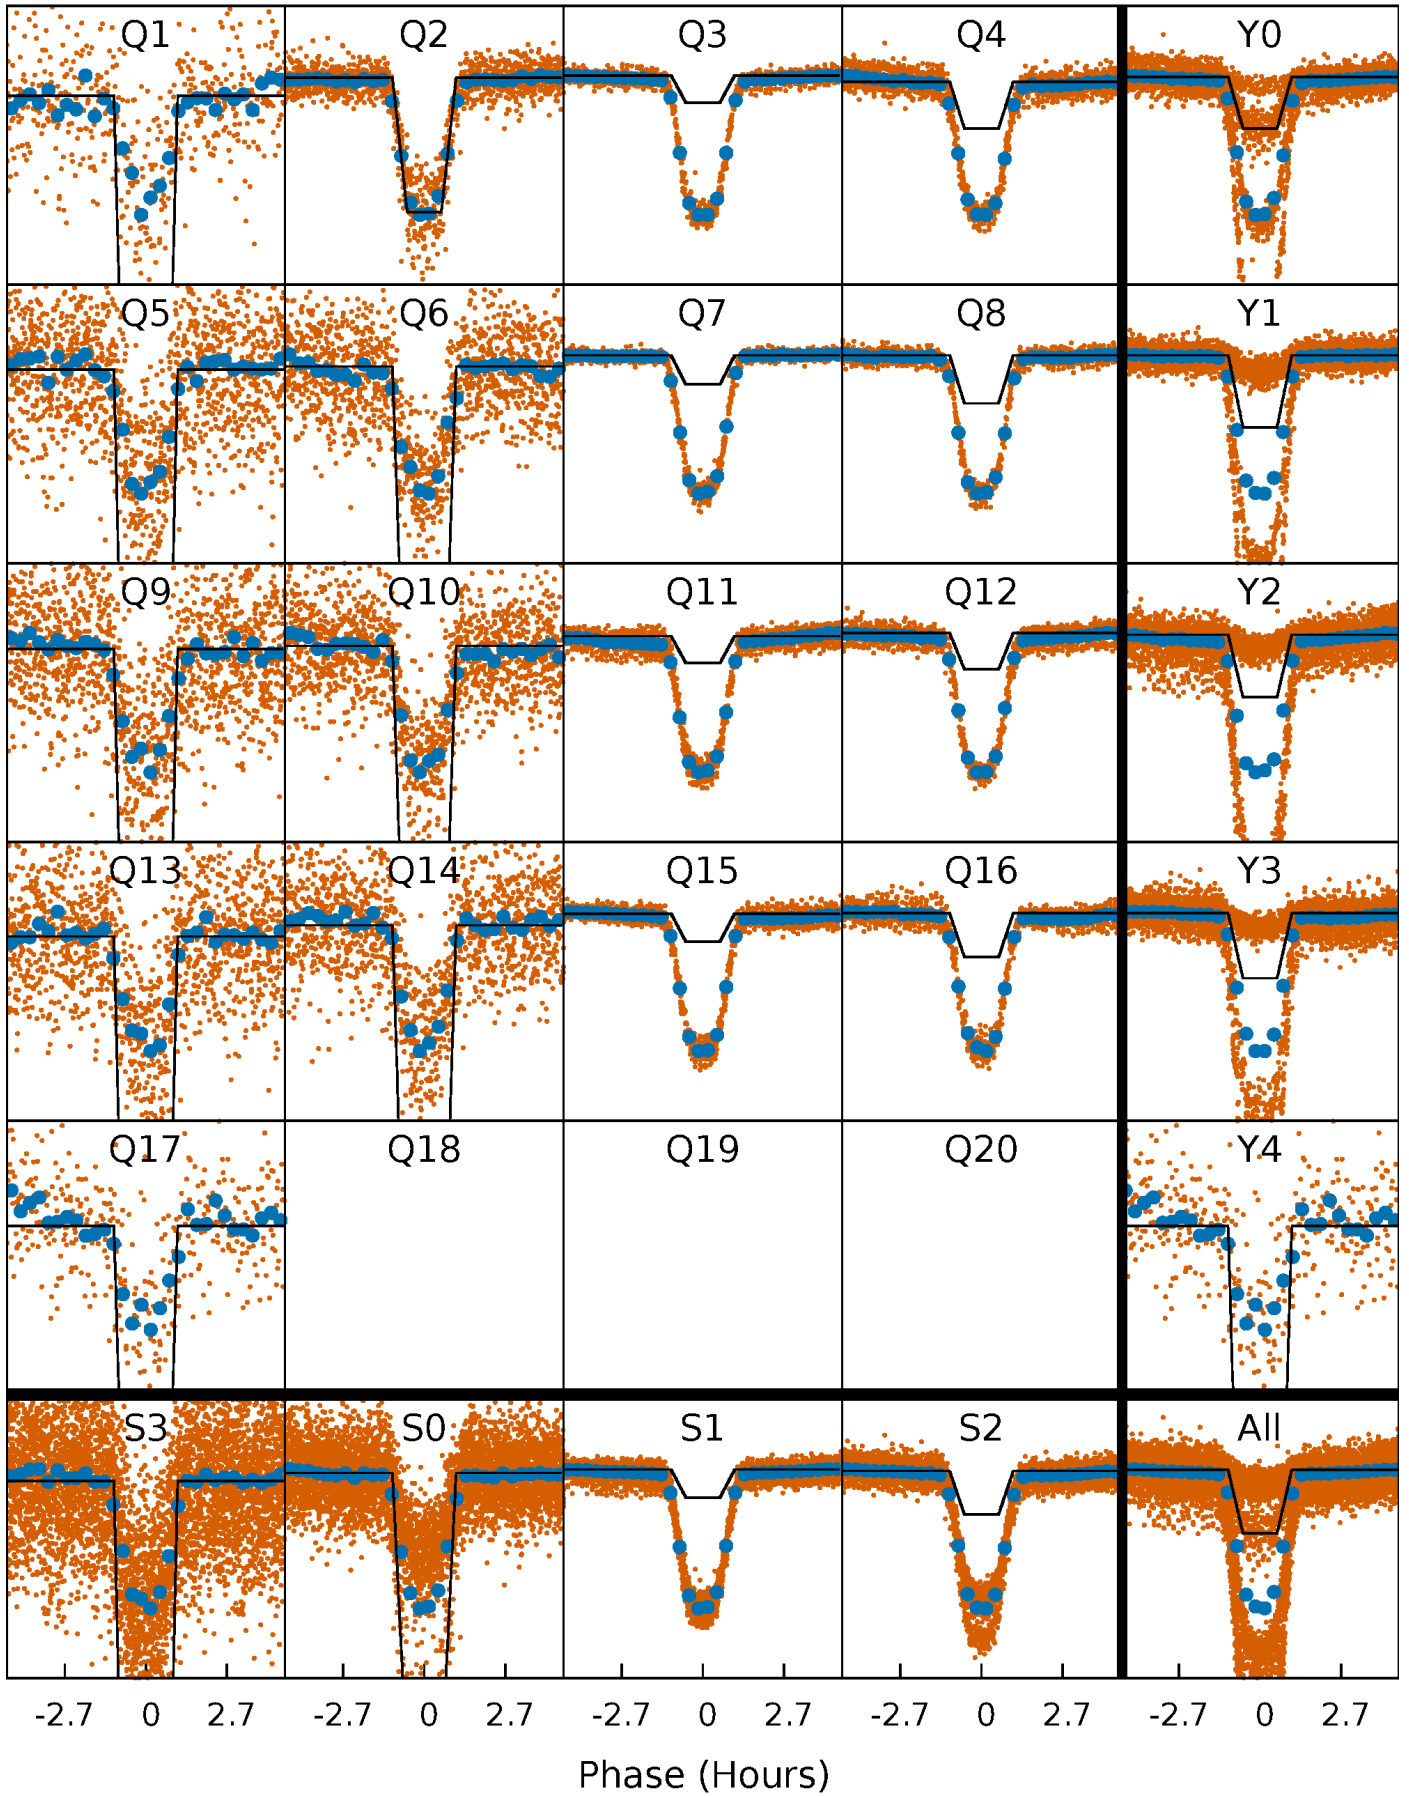 Q1 Q2 Q3 Q4 Y0
Q5 Q6 Q7 Q8 Y1
Q9 Q10 Q11 Q12 Y2
Q13 Q14 Q15 Q16 Y3
Q17 Q18 Q19 Q20 Y4
S3 S0 S1 S2 All
-2.7 0 2.7 -2.7 0 2.7 -2.7 0 2.7 -2.7 0 2.7 -2.7 0 2.7
Phase (Hours)